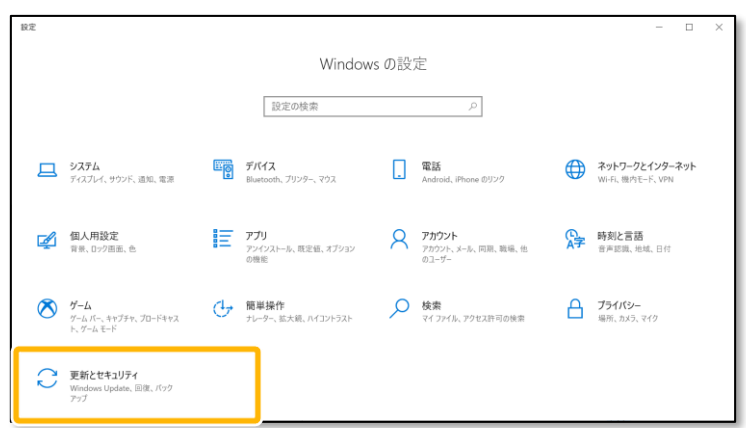 設定
Windows の設定
設定の検索
システム
ディスプレイ、サウンド、通知、電源
デバイス
Bluetooth、プリンター、マウス
電話
Android、iPhone のリンク
ネットワークとインターネット
Wi-Fi、機内モード、VPN
個人用設定
背景、ロック画面、色
アプリ
アンインストール、既定値、オプション
の機能
アカウント
アカウント、メール、同期、職場、他
のユーザー
時刻と言語
音声認識、地域、日付
ゲーム
ゲーム バー、キャプチャ、ブロードキャス
ト、ゲーム モード
簡単操作
ナレーター、拡大鏡、ハイコントラスト
検索
マイ ファイル、アクセス許可の検索
プライバシー
場所、カメラ、マイク
更新とセキュリティ
Windows Update、回復、バック
アップ